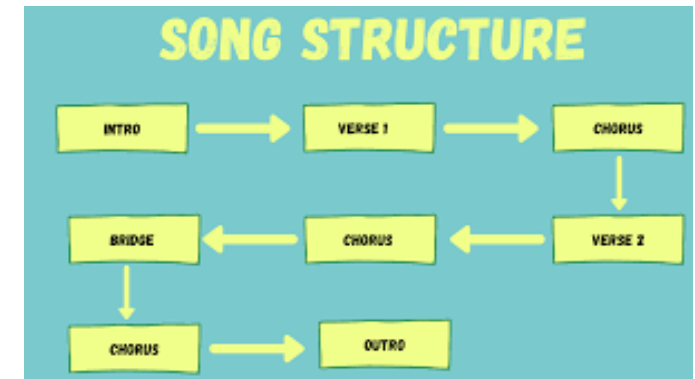 SONG STRUCTURE
INTRO
VERSE 1
CHORUS
VERSE 2
CHORUS
BRIDGE
CHORUS
OUTRO